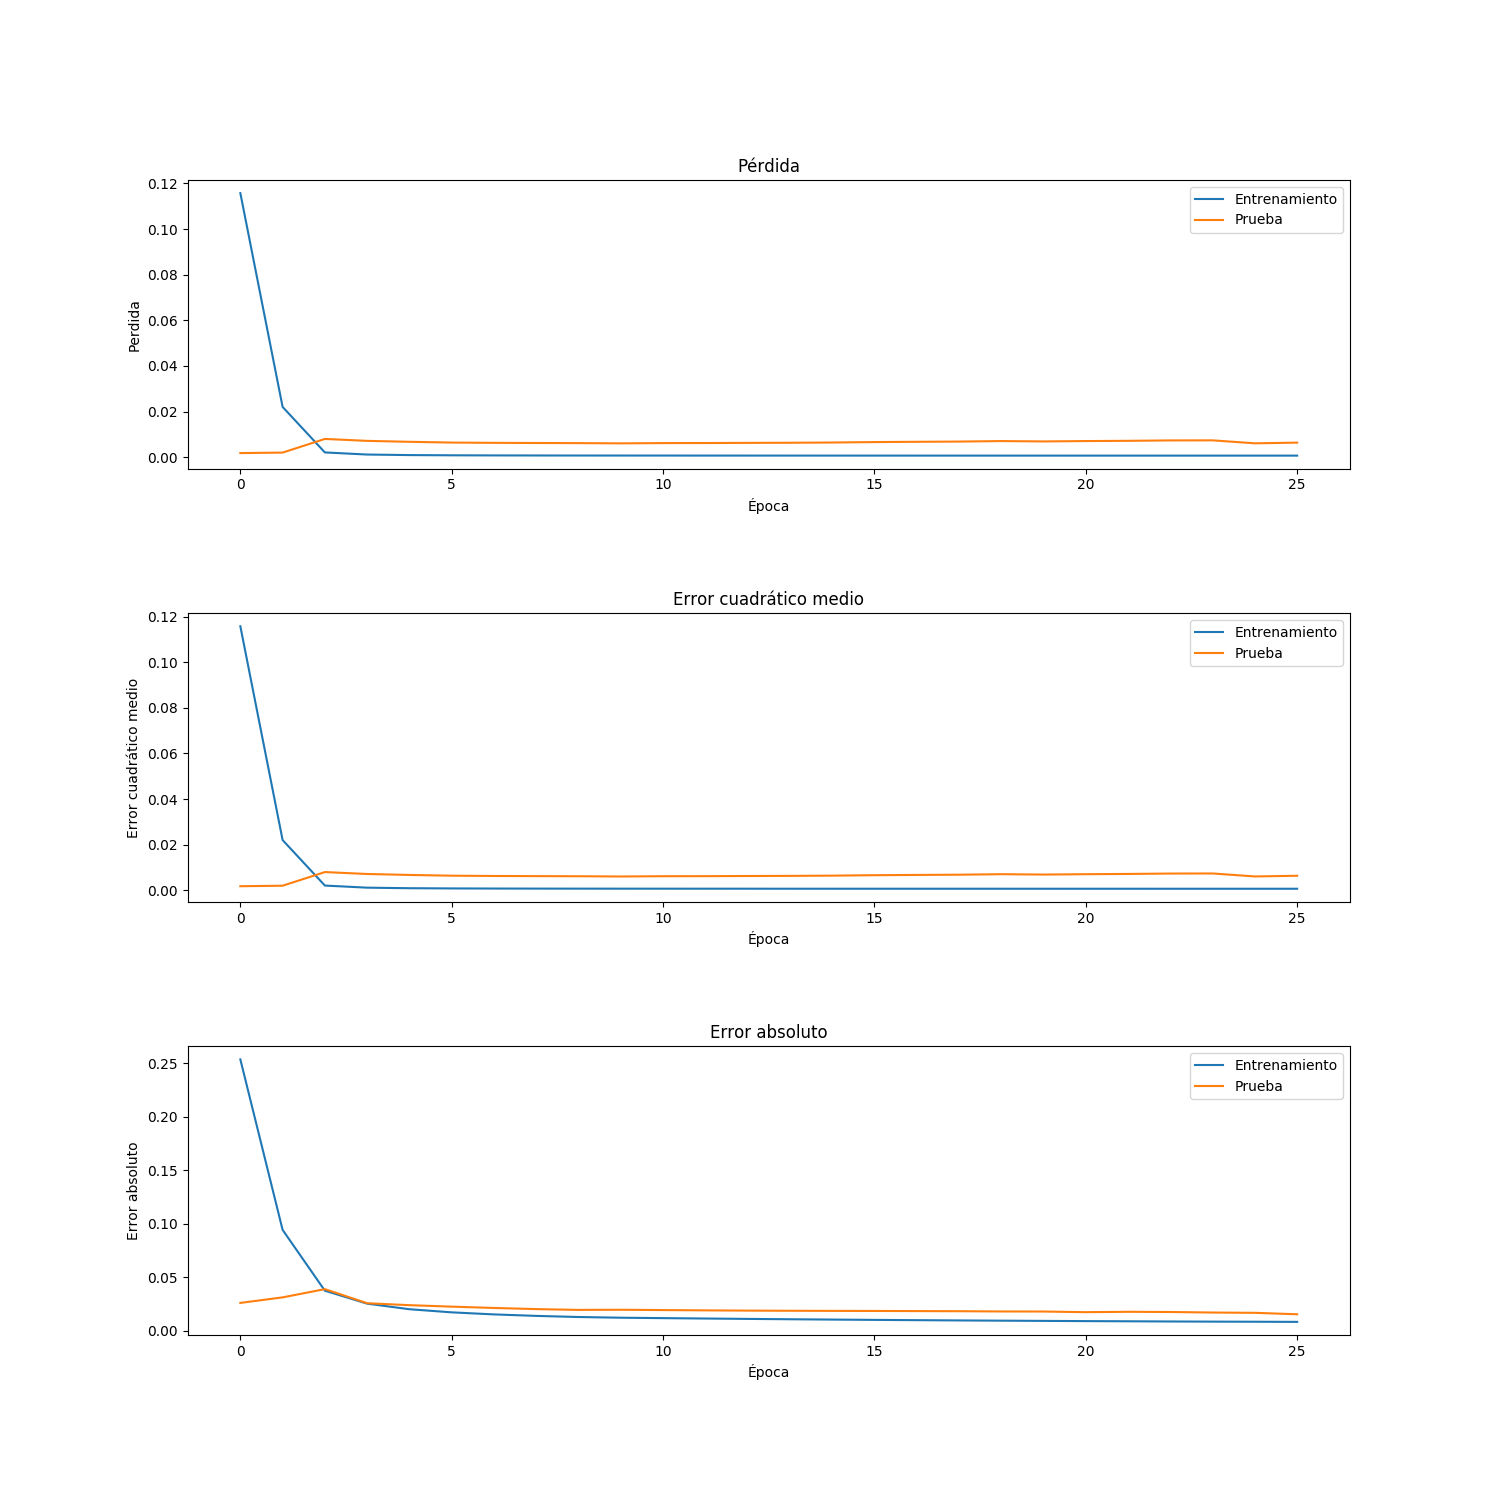 Pérdida
0.12
0.10
0.08
0.06
0.04
0.02
0.00
Perdida
Entrenamiento
Prueba
0 5 10 15 20 25
Época
Error cuadrático medio
0.12
0.10
0.08
0.06
0.04
0.02
0.00
Error cuadrático medio
Entrenamiento
Prueba
0 5 10 15 20 25
Época
Error absoluto
0.25
0.20
0.15
0.10
0.05
0.00
Error absoluto
Entrenamiento
Prueba
0 5 10 15 20 25
Época